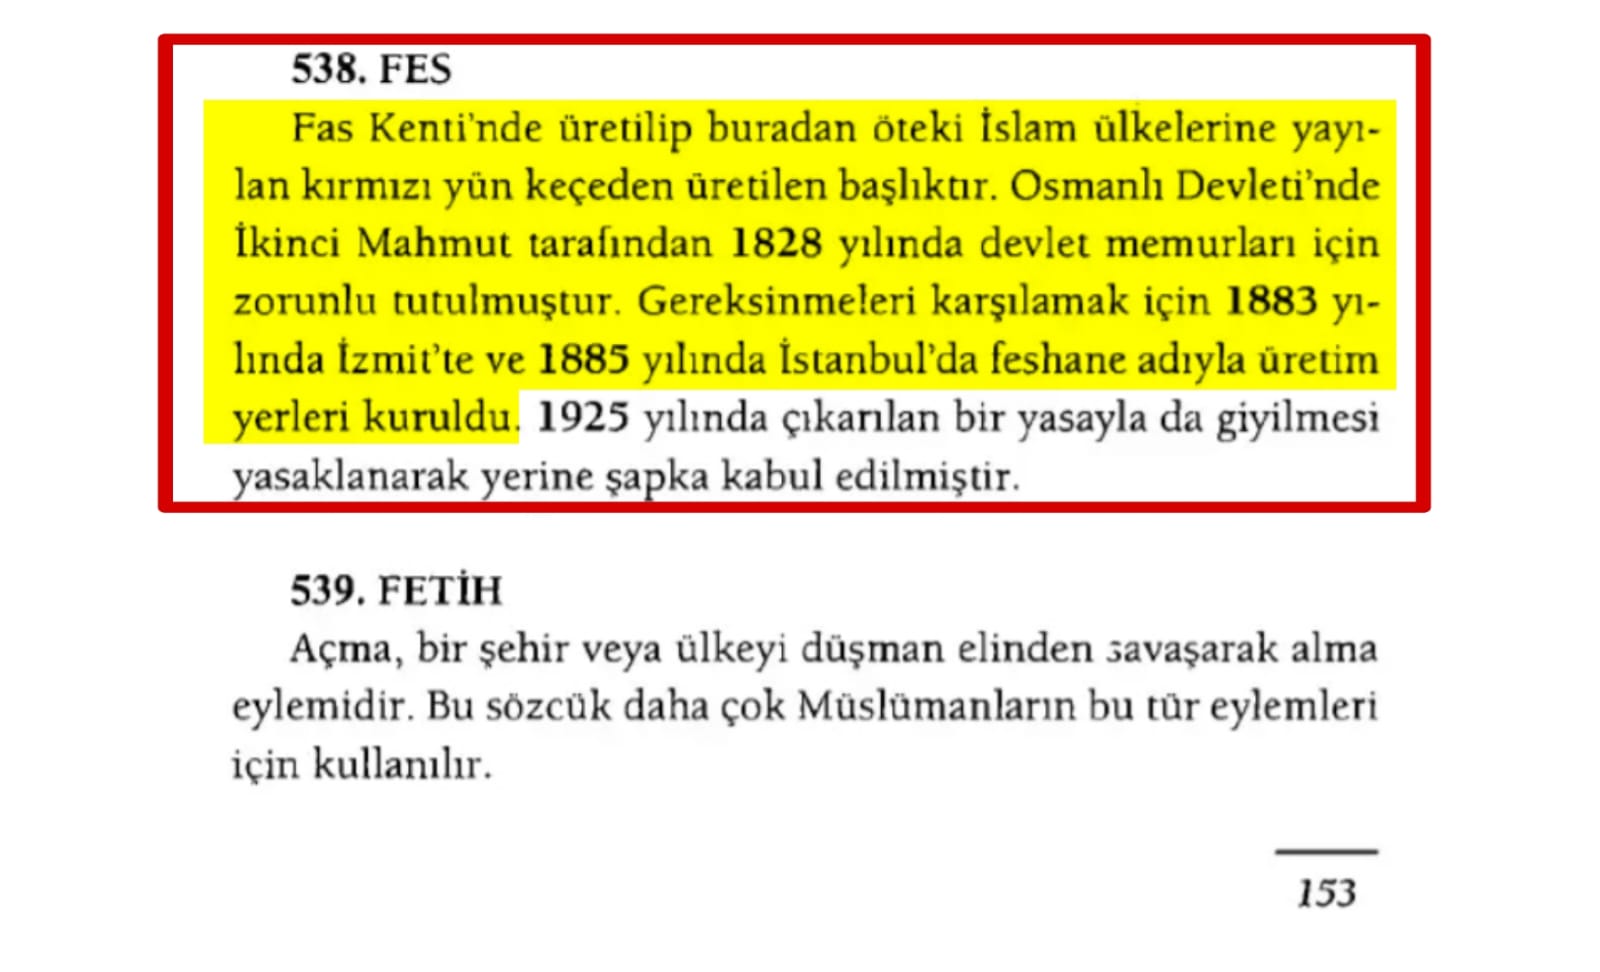 538. FES
Fas Kenti'nde üretilip buradan öteki İslam ülkelerine yayı-
lan kırmızı yün keçeden üretilen başlıktır. Osmanlı Devleti'nde
İkinci Mahmut tarafından 1828 yılında devlet memurları için
zorunlu tutulmuştur. Gereksinmeleri karşılamak için 1883 yı-
lında İzmit'te ve 1885 yılında İstanbul'da feshane adıyla üretim
yerleri kuruldu. 1925 yılında çıkarılan bir yasayla da giyilmesi
yasaklanarak yerine şapka kabul edilmiştir.
539. FETİH
Açma, bir şehir veya ülkeyi düşman elinden savaşarak alma
eylemidir. Bu sözcük daha çok Müslümanların bu tür eylemleri
için kullanılır.
153